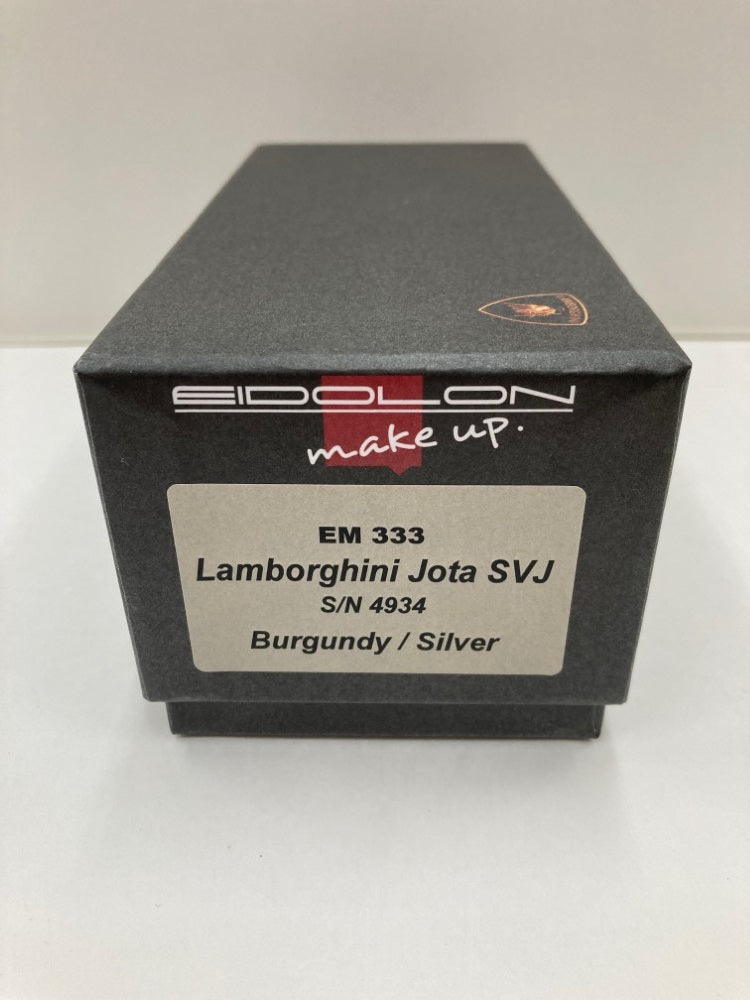 EIDOLON
make up.
EM 333
Lamborghini Jota SVJ
S/N 4934
Burgundy / Silver